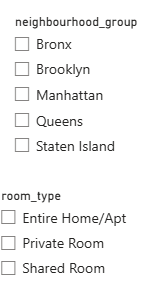 neighbourhood_group
Bronx
Brooklyn
Manhattan
Queens
Staten Island
room_type
Entire Home/Apt
Private Room
Shared Room